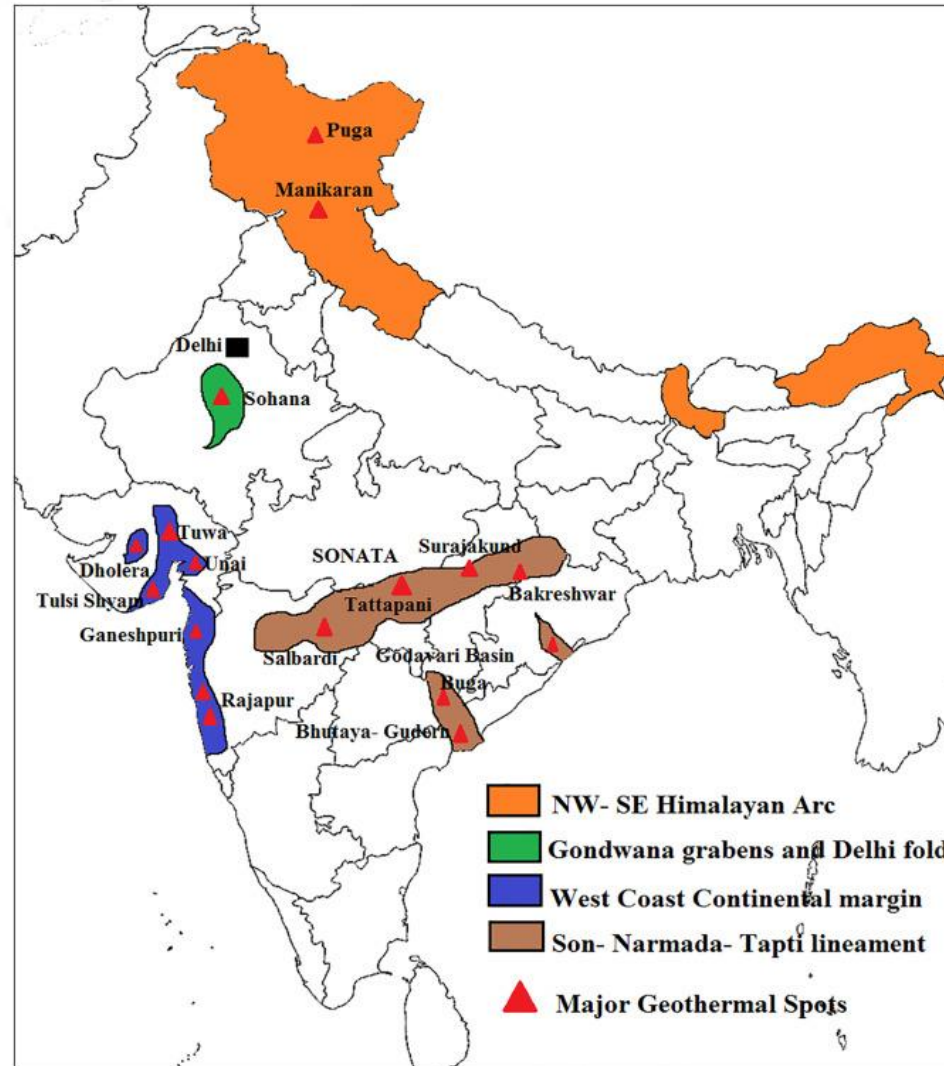 Puga
Manikaran
Delhi
Sohana
Tuwa
Surajakund
SONATA
Unai
Dholera
Tulsi Shyam
Tattapani
Bakreshwar
Ganeshpuri
Salbardi
Godavari Basin
Buga
Rajapur
Bhutaya- Gudem
NW- SE Himalayan Arc
Gondwana grabens and Delhi fold
West Coast Continental margin
Son- Narmada- Tapti lineament
Major Geothermal Spots